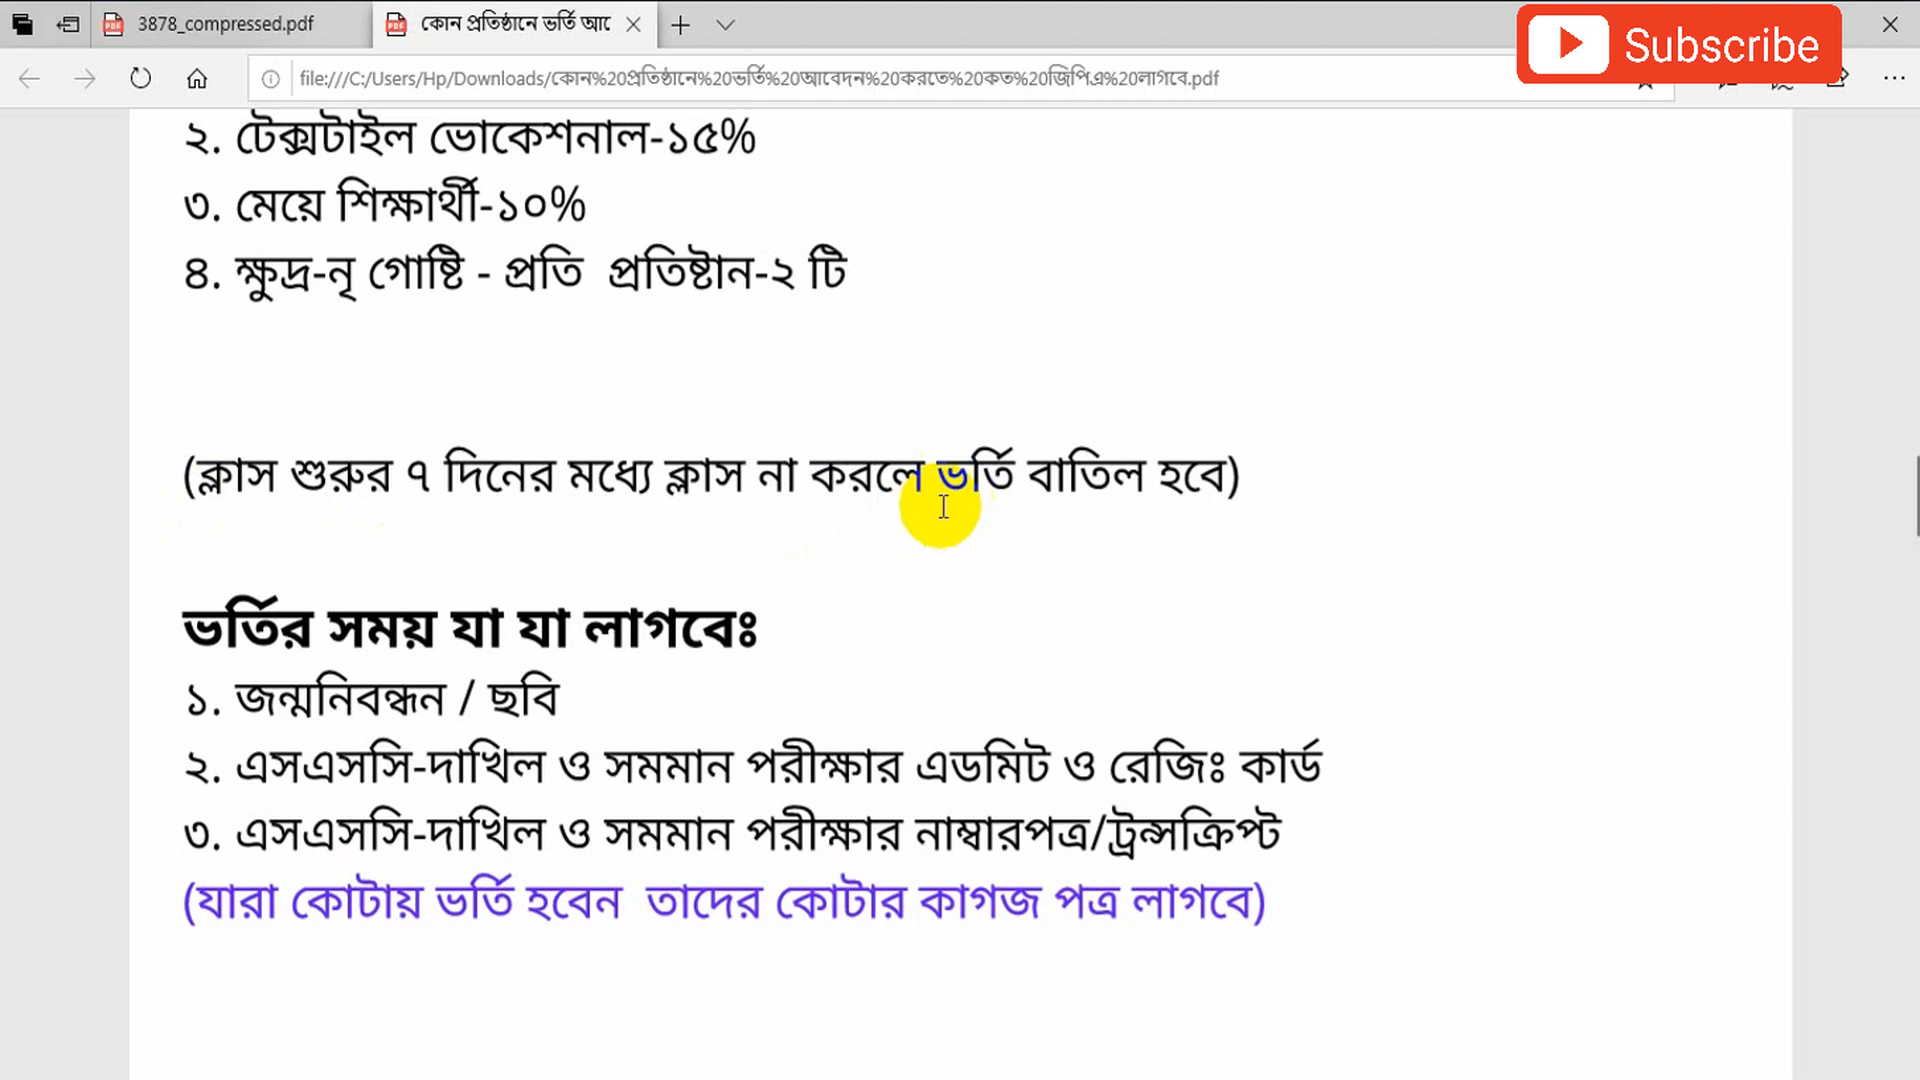 3878_compressed.pdf
কোন প্রতিষ্ঠানে ভর্তি আবে
Subscribe
file:///C:/Users/Hp/Downloads/কোন%20প্রতিষ্ঠানে%20ভর্তি%20আবেদন%20করতে%20কত%20জিপিএ%20লাগবে.pdf
২. টেক্সটাইল ভোকেশনাল-১৫%
৩. মেয়ে শিক্ষার্থী-১০%
৪. ক্ষুদ্র-নৃ গোষ্টি - প্রতি প্রতিষ্টান-২ টি
(ক্লাস শুরুর ৭ দিনের মধ্যে ক্লাস না করলে ভর্তি বাতিল হবে)
ভর্তির সময় যা যা লাগবেঃ
১. জন্মনিবন্ধন / ছবি
২. এসএসসি-দাখিল ও সমমান পরীক্ষার এডমিট ও রেজিঃ কার্ড
৩. এসএসসি-দাখিল ও সমমান পরীক্ষার নাম্বারপত্র/ট্রন্সক্রিপ্ট
(যারা কোটায় ভর্তি হবেন তাদের কোটার কাগজ পত্র লাগবে)